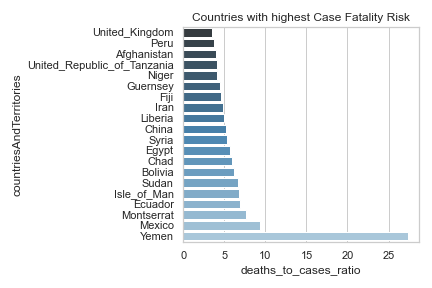 Countries with highest Case Fatality Risk
countriesAndTerritories
United_Kingdom
Peru
Afghanistan
United_Republic_of_Tanzania
Niger
Guernsey
Fiji
Iran
Liberia
China
Syria
Egypt
Chad
Bolivia
Sudan
Isle_of_Man
Ecuador
Montserrat
Mexico
Yemen
0 5 10 15 20 25
deaths_to_cases_ratio